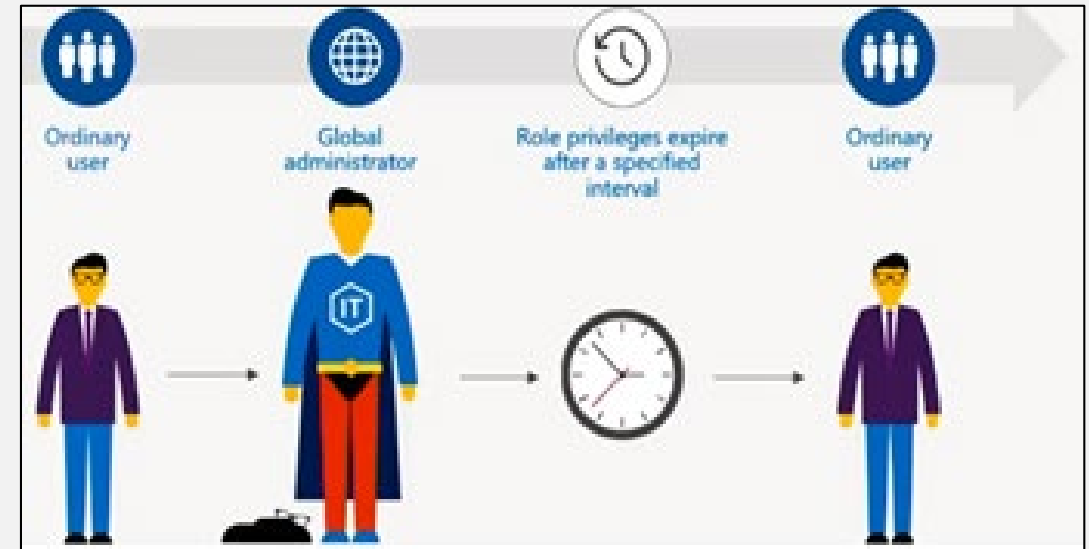 Ordinary
user
Global
administrator
Role privileges expire
after a specified
interval
Ordinary
user
IT